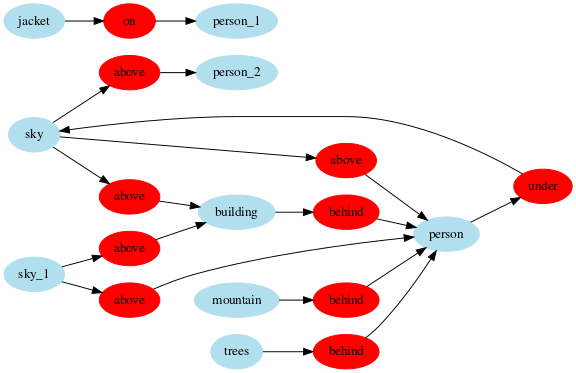 jacket on person_1
above person_2
sky
above
under
above building behind
person
above
sky_1
above
mountain behind
trees behind